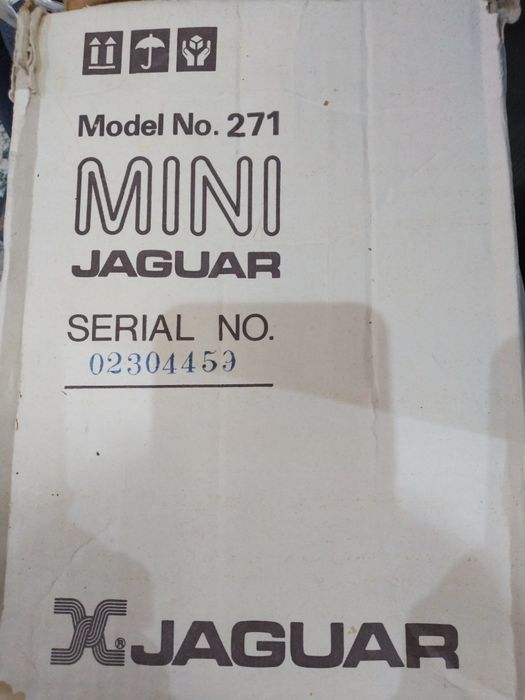 Model No. 271
MINI
JAGUAR
SERIAL NO.
02304459
® JAGUAR